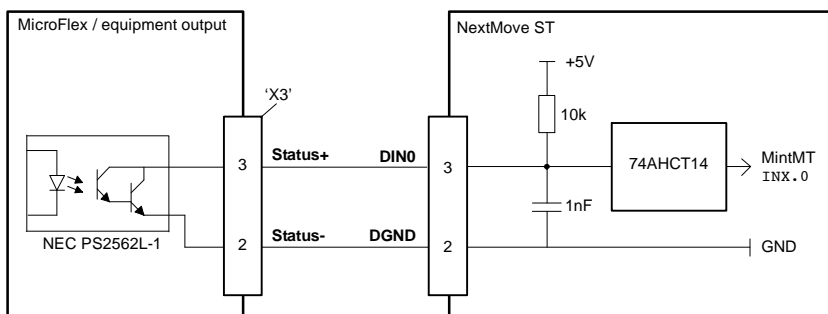 MicroFlex / equipment output
NextMove ST
+5V
‘X3’
10k
3
Status+
DIN0
3
74AHCT14
MintMT
INX.0
1nF
NEC PS2562L-1
2
Status-
DGND
2
GND